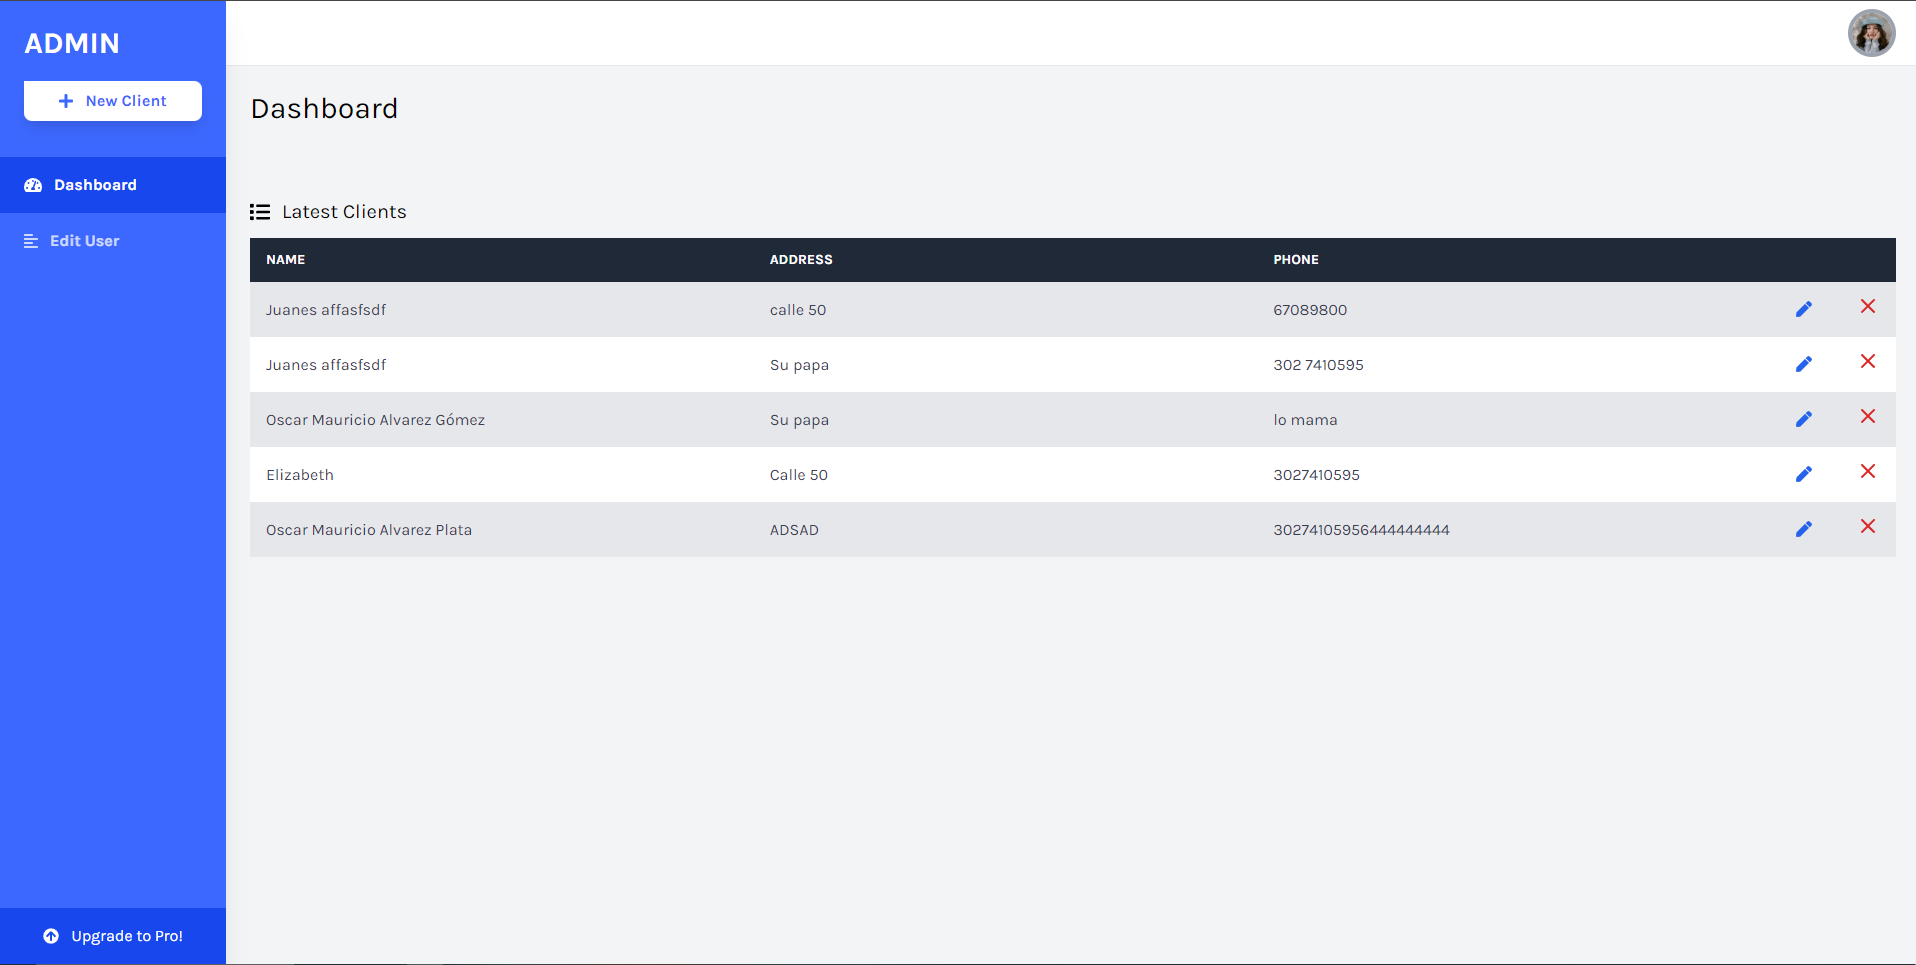 ADMIN
New Client
Dashboard
Edit User
Upgrade to Pro!
Dashboard
Latest Clients
NAME ADDRESS PHONE
Juanes affasfsdf calle 50 67089800
Juanes affasfsdf Su papa 302 7410595
Oscar Mauricio Alvarez Gómez Su papa lo mama
Elizabeth Calle 50 3027410595
Oscar Mauricio Alvarez Plata ADSAD 30274105956444444444